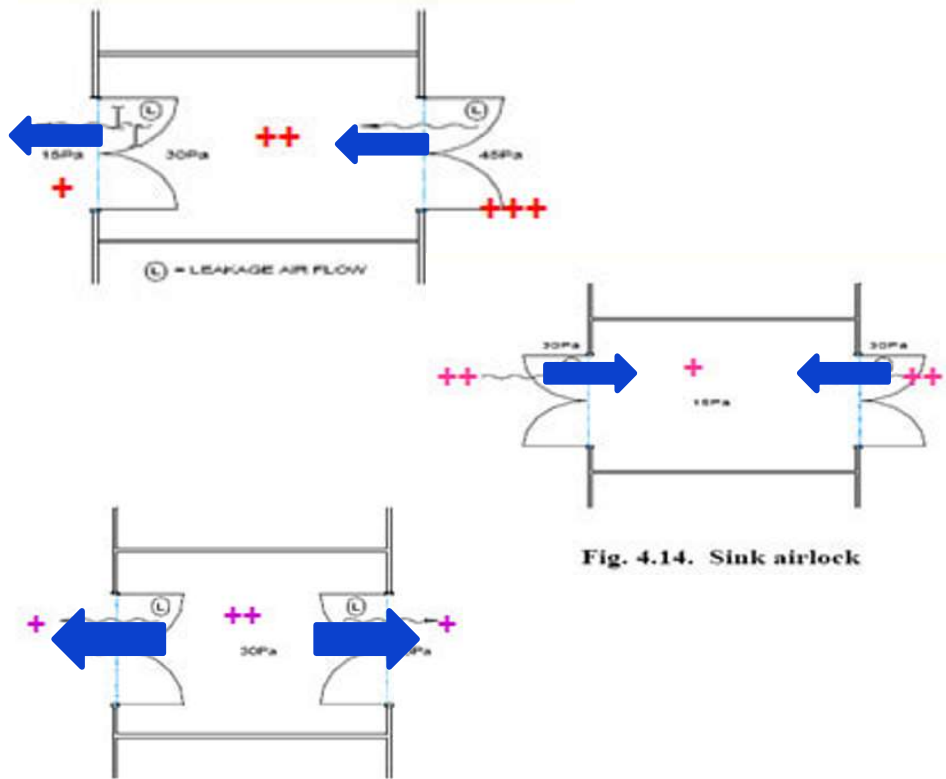 L
L
++
15Pa
30Pa
45Pa
+
+++
L = LEAKAGE AIR FLOW
30Pa
30Pa
++
+
++
15Pa
Fig. 4.14. Sink airlock
L
L
+
++
+
30Pa